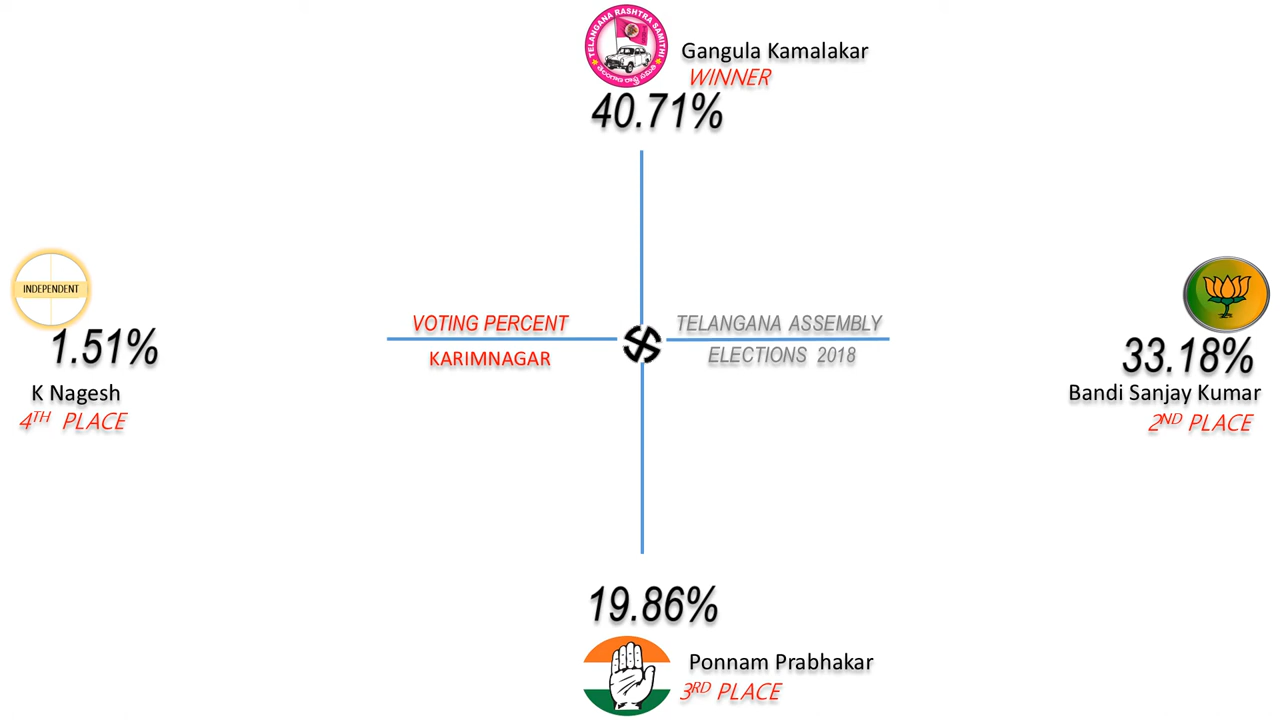 TELANGANA RASHTRA SAMITHI
తెలంగాణ రాష్ట్ర సమితి
Gangula Kamalakar
WINNER
40.71%
INDEPENDENT
1.51%
K Nagesh
4TH PLACE
VOTING PERCENT
KARIMNAGAR
TELANGANA ASSEMBLY
ELECTIONS 2018
33.18%
Bandi Sanjay Kumar
2ND PLACE
19.86%
Ponnam Prabhakar
3RD PLACE